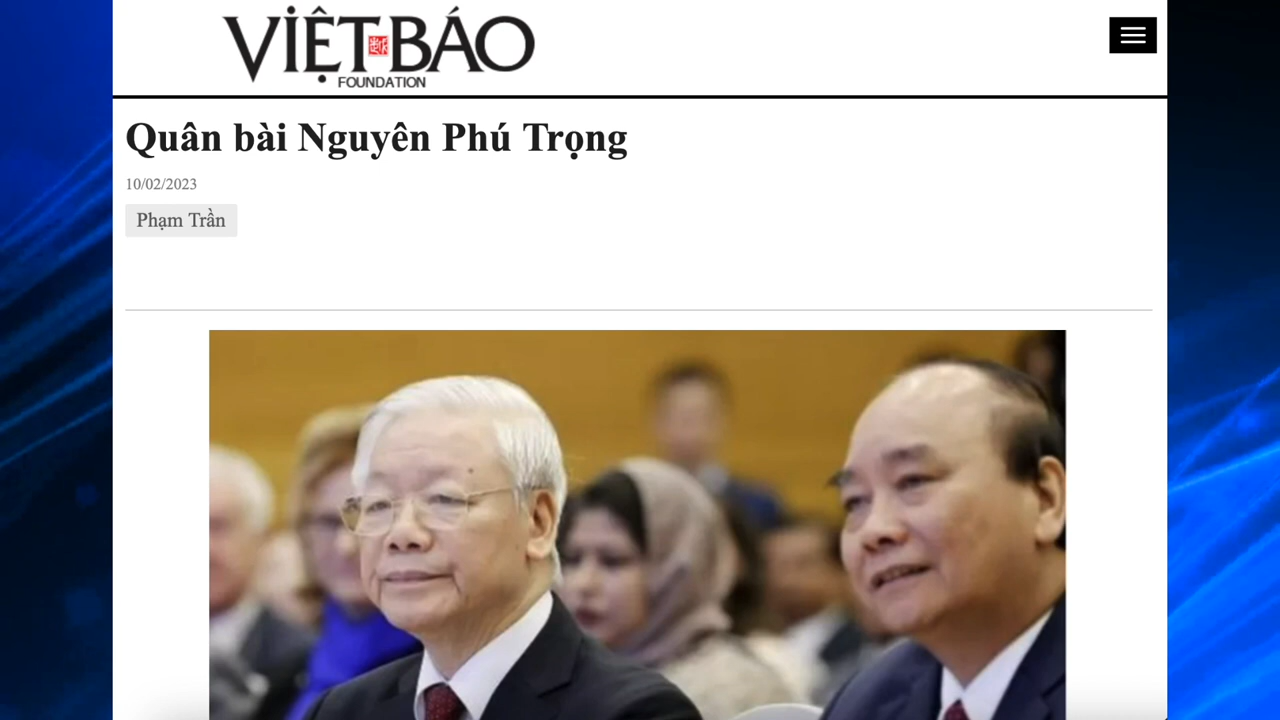 VIỆT BÁO
FOUNDATION
Quân bài Nguyên Phú Trọng
10/02/2023
Phạm Trần